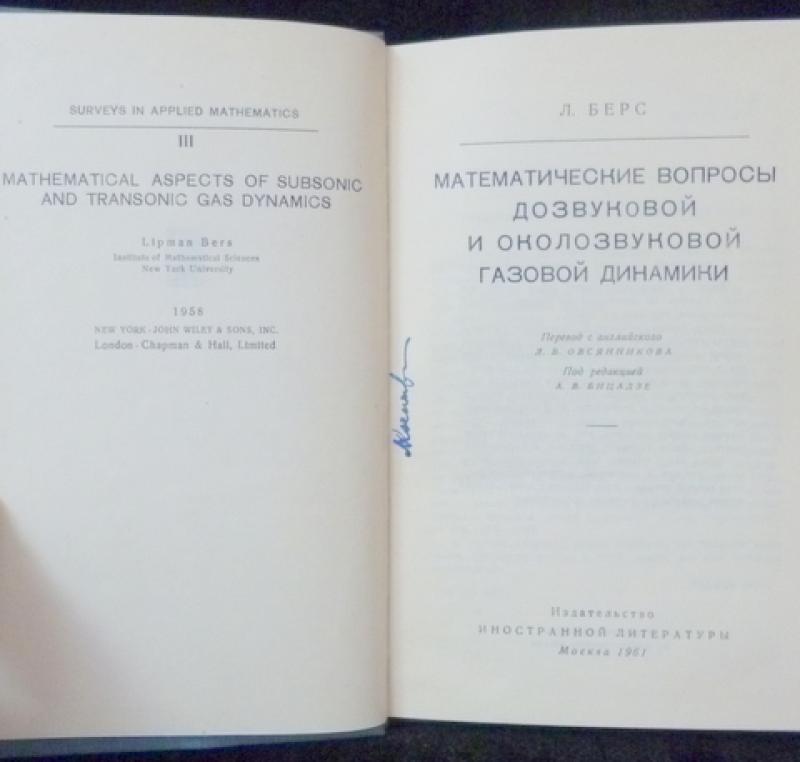 SURVEYS IN APPLIED MATHEMATICS
III
MATHEMATICAL ASPECTS OF SUBSONIC
AND TRANSONIC GAS DYNAMICS
Lipman Bers
Institute of Mathematical Sciences
New York University
1958
NEW YORK · JOHN WILEY & SONS, INC.
London · Chapman & Hall, Limited
Л. БЕРС
МАТЕМАТИЧЕСКИЕ ВОПРОСЫ
ДОЗВУКОВОЙ
И ОКОЛОЗВУКОВОЙ
ГАЗОВОЙ ДИНАМИКИ
Перевод с английского
Л. В. ОВСЯННИКОВА
Под редакцией
А. В. БИЦАДЗЕ
Издательство
ИНОСТРАННОЙ ЛИТЕРАТУРЫ
Москва 1961